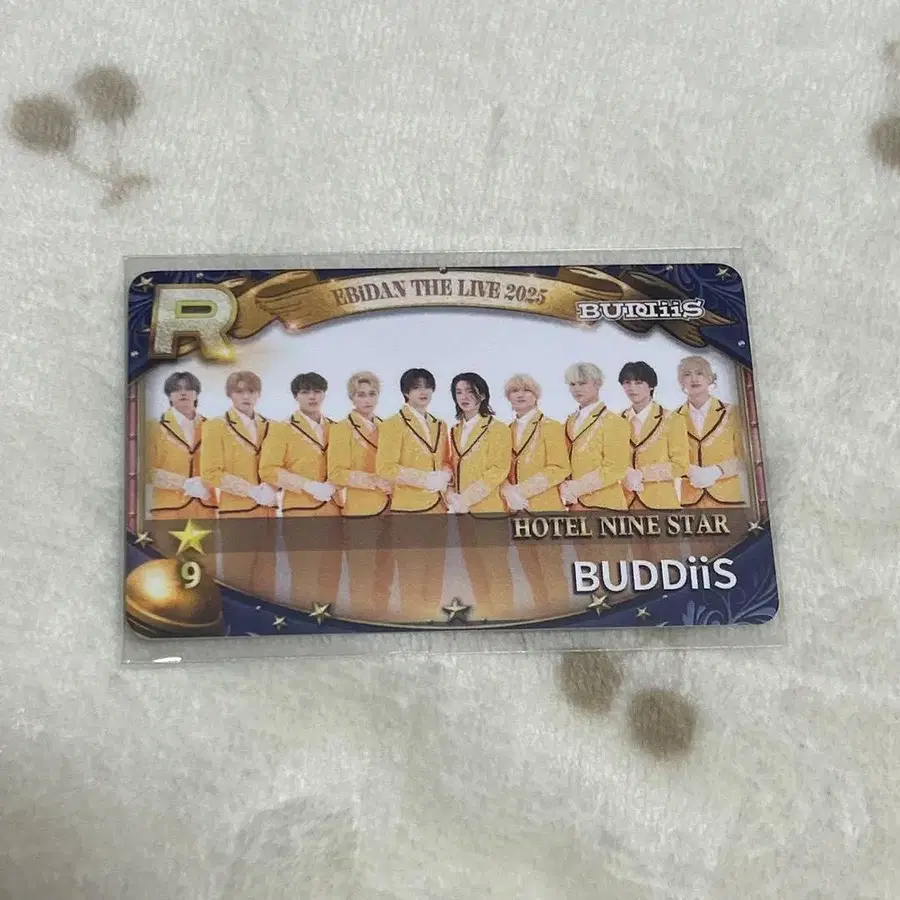 R
EBiDAN THE LIVE 2025
BUDDiiS
HOTEL NINE STAR
9
BUDDiiS